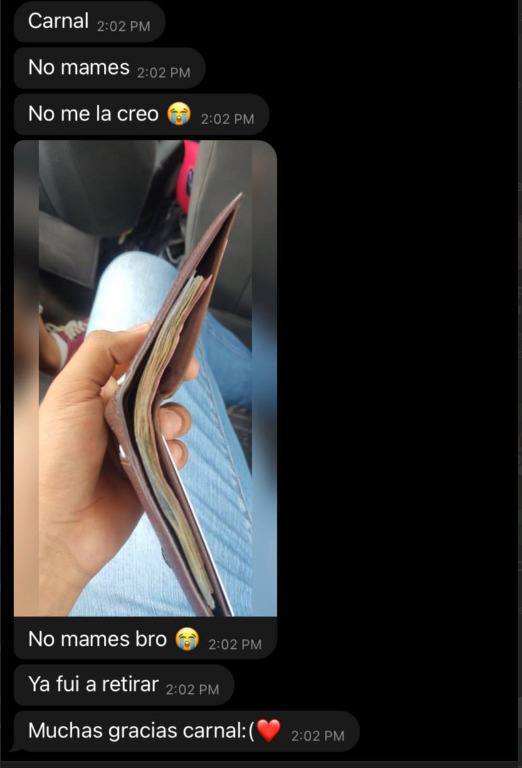 Carnal 2:02 PM
No mames 2:02 PM
No me la creo 😭 2:02 PM
No mames bro 😭 2:02 PM
Ya fui a retirar 2:02 PM
Muchas gracias carnal:(❤️ 2:02 PM